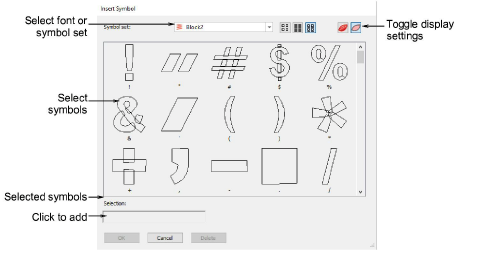 Insert Symbol
Select font or symbol set
Symbol set:
Block2
Toggle display settings
! " # $ % 
Select symbols
& ' ( ) *
+ , - . /
Selected symbols
Selection:
Click to add
OK Cancel Delete